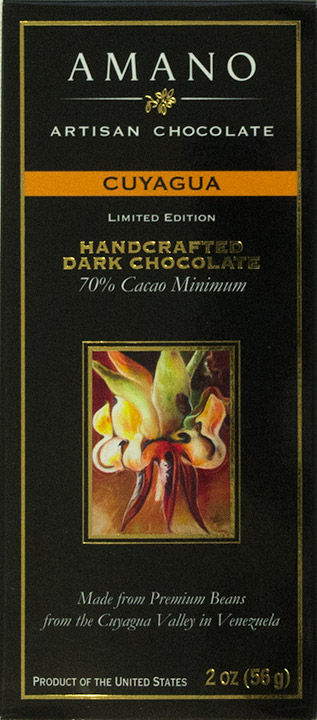 AMANO
ARTISAN CHOCOLATE
CUYAGUA
LIMITED EDITION
HANDCRAFTED
DARK CHOCOLATE
70% Cacao Minimum
Made from Premium Beans
from the Cuyagua Valley in Venezuela
PRODUCT OF THE UNITED STATES 2 oz (56 g)